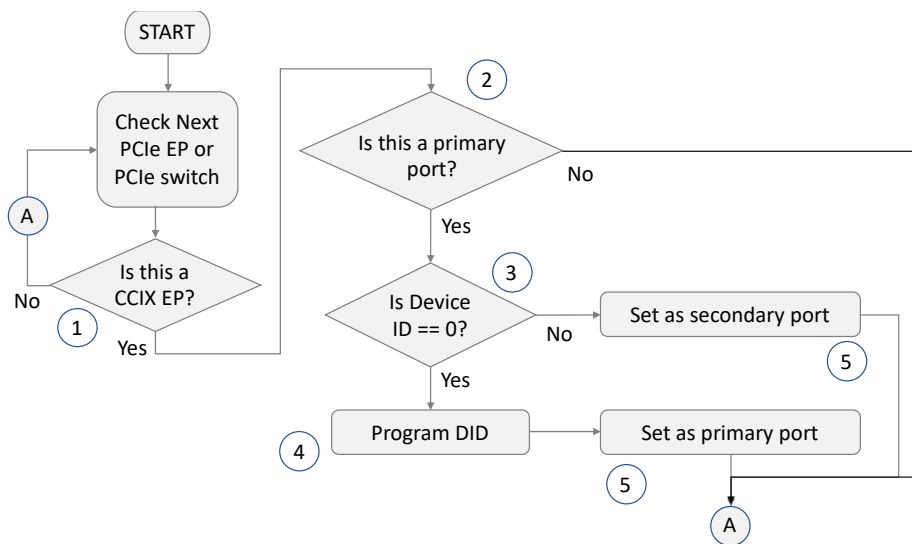 START
2
Check Next
PCIe EP or
PCIe switch
Is this a primary
port?
No
A
Yes
Is this a
CCIX EP?
No
1
Yes
3
Is Device
ID == 0?
No
Set as secondary port
5
Yes
4
Program DID
Set as primary port
5
A